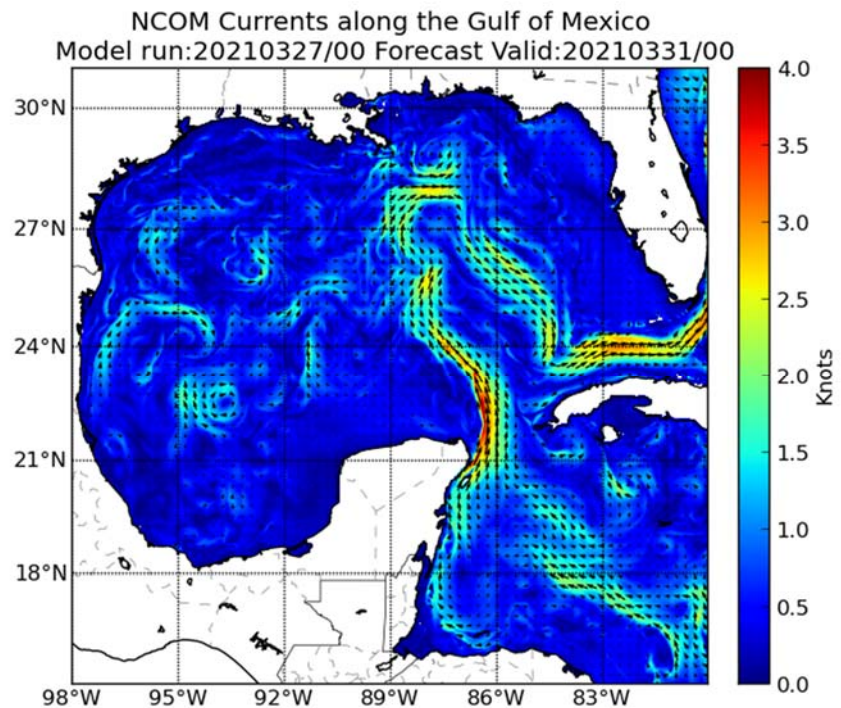 NCOM Currents along the Gulf of Mexico
Model run:20210327/00 Forecast Valid:20210331/00
30°N
27°N
24°N
21°N
18°N
98°W 95°W 92°W 89°W 86°W 83°W
4.0
3.5
3.0
2.5
2.0
1.5
1.0
0.5
0.0
Knots